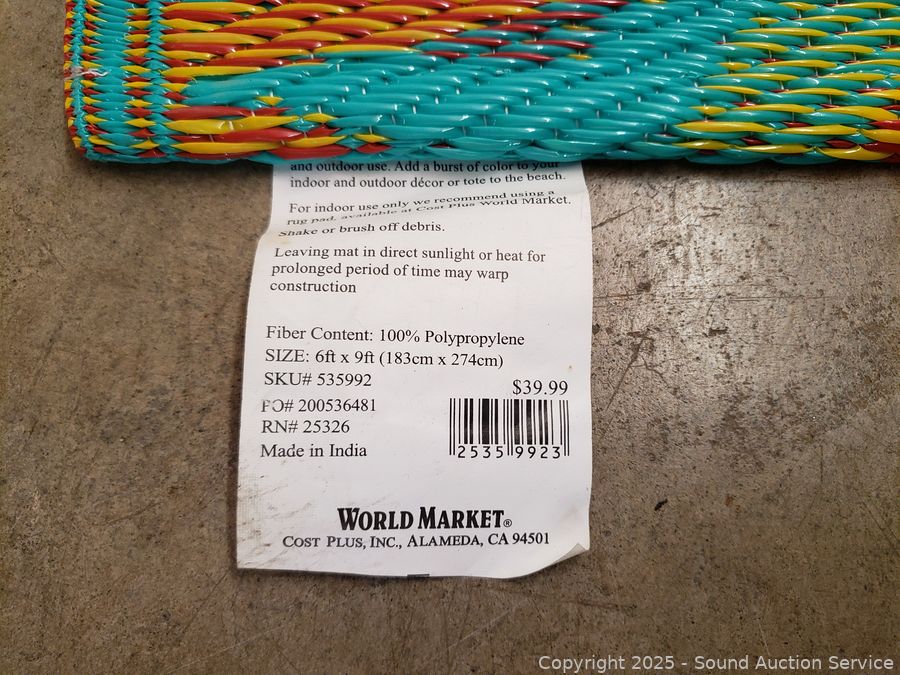 and outdoor use. Add a burst of color to your
indoor and outdoor décor or tote to the beach.
For indoor use only we recommend using a
rug pad, available at Cost Plus World Market.
Shake or brush off debris.
Leaving mat in direct sunlight or heat for
prolonged period of time may warp
construction
Fiber Content: 100% Polypropylene
SIZE: 6ft x 9ft (183cm x 274cm)
SKU# 535992
$39.99
PO# 200536481
RN# 25326
Made in India
2535 9923
WORLD MARKET®
COST PLUS, INC., ALAMEDA, CA 94501
Copyright 2025 - Sound Auction Service